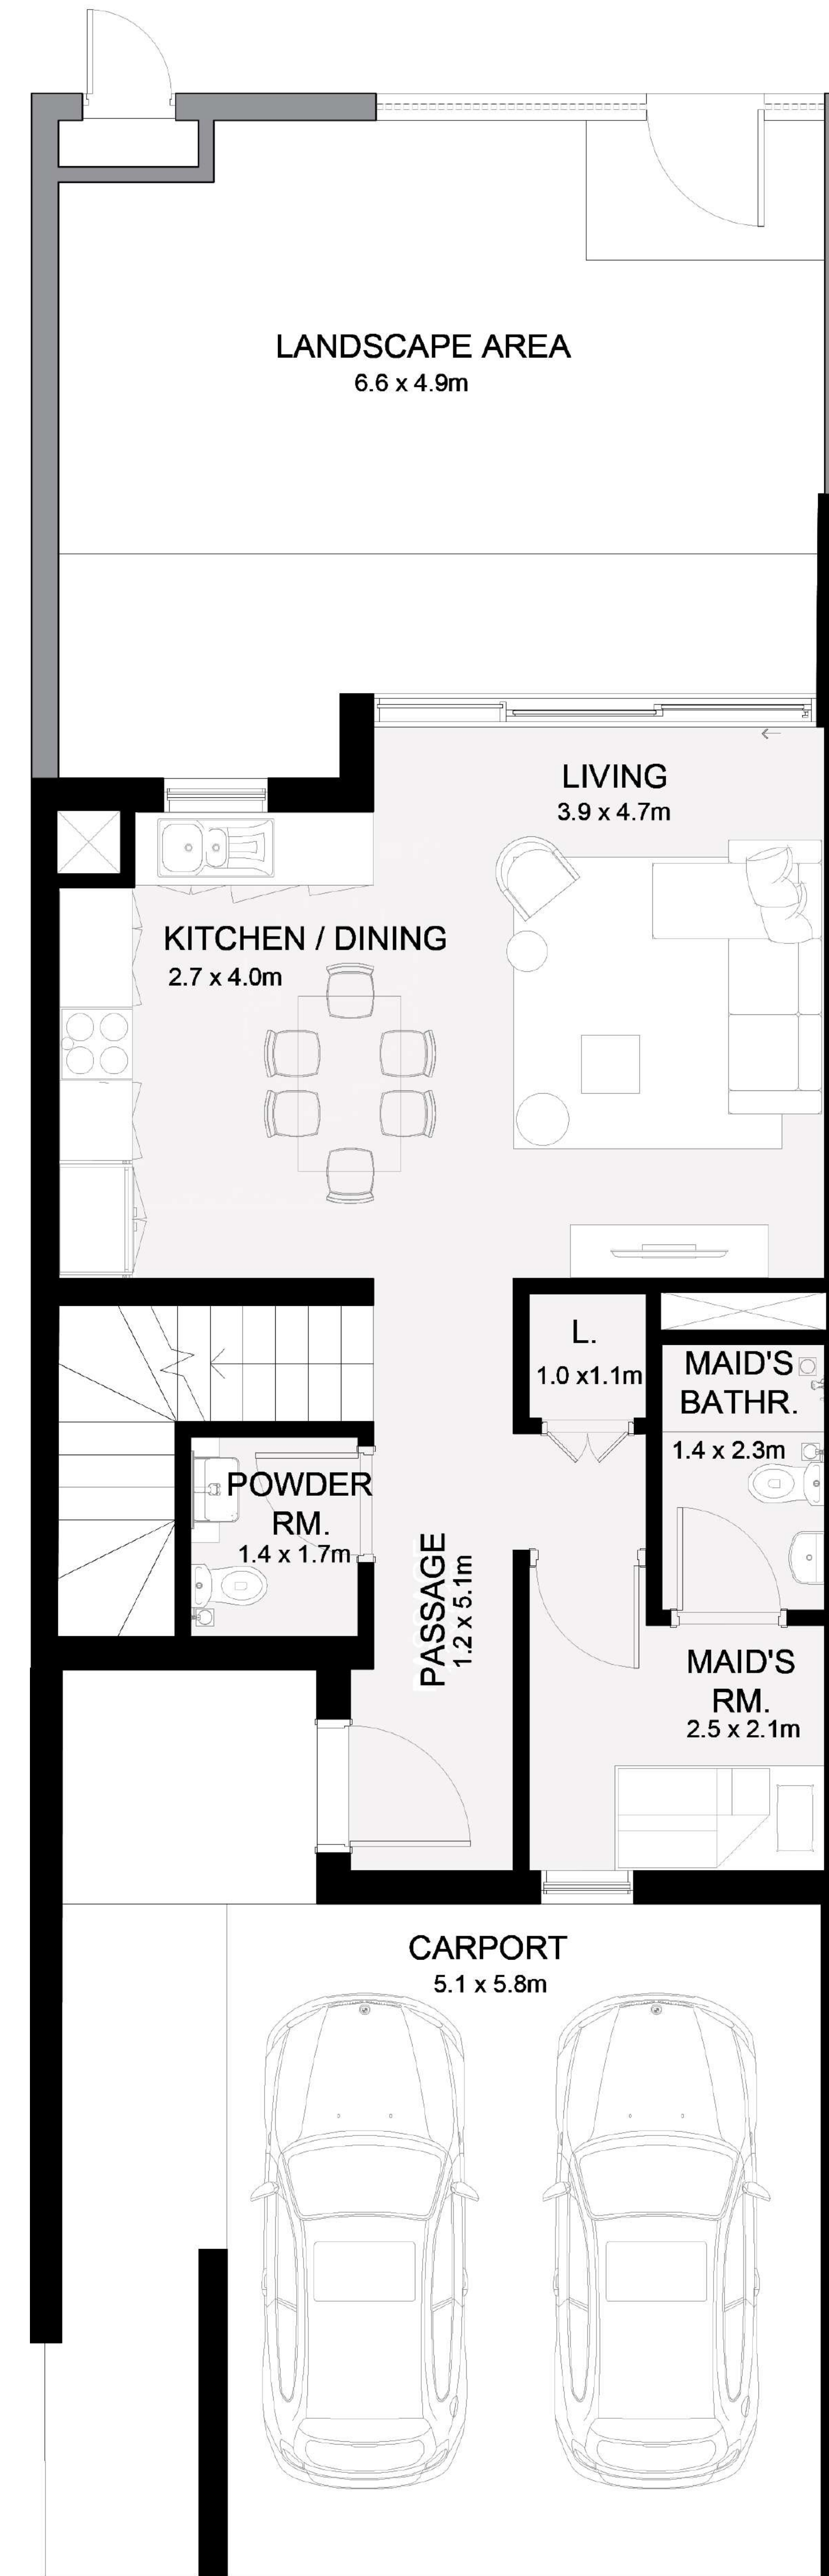 LANDSCAPE AREA
6.6 x 4.9m
LIVING
3.9 x 4.7m
KITCHEN / DINING
2.7 x 4.0m
L.
1.0 x1.1m
MAID'S
BATHR.
1.4 x 2.3m
POWDER
RM.
1.4 x 1.7m
PASSAGE
1.2 x 5.1m
MAID'S
RM.
2.5 x 2.1m
CARPORT
5.1 x 5.8m